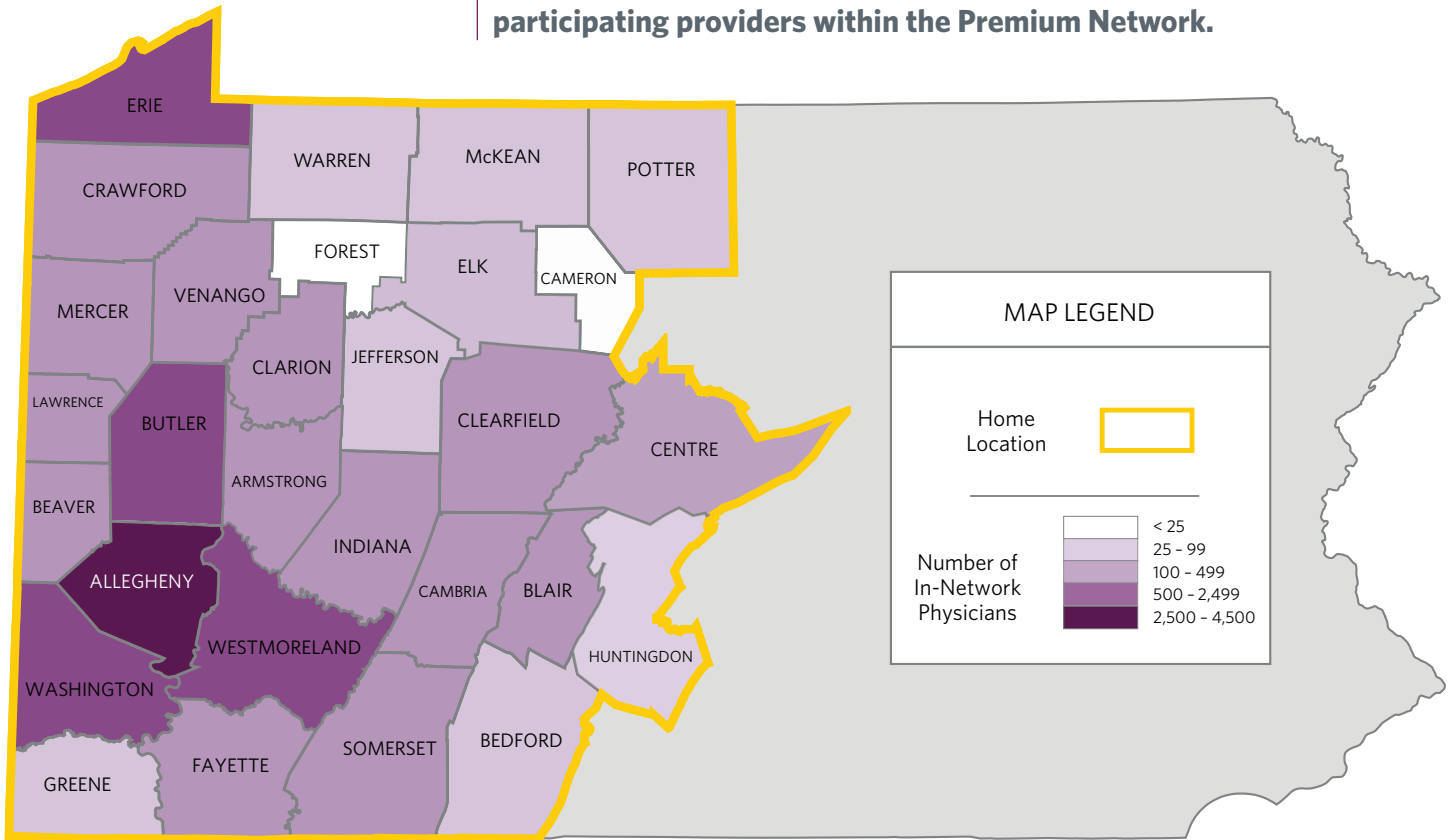 participating providers within the Premium Network.
ERIE
WARREN
McKEAN
POTTER
CRAWFORD
FOREST
ELK
CAMERON
MERCER
VENANGO
CLARION
JEFFERSON
LAWRENCE
BUTLER
CLEARFIELD
CENTRE
ARMSTRONG
BEAVER
INDIANA
ALLEGHENY
CAMBRIA
BLAIR
WESTMORELAND
HUNTINGDON
WASHINGTON
SOMERSET
BEDFORD
FAYETTE
GREENE
MAP LEGEND
Home
Location
Number of
In-Network
Physicians
< 25
25 – 99
100 – 499
500 – 2,499
2,500 – 4,500